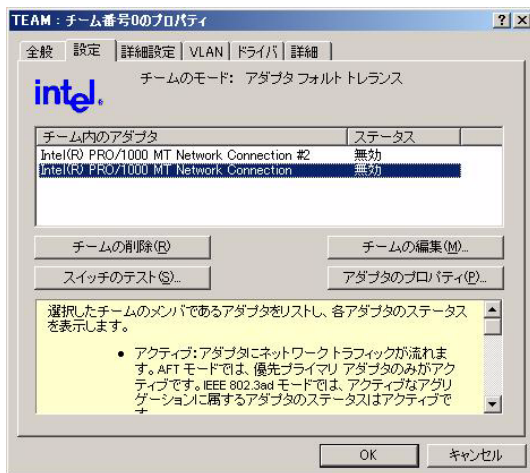 TEAM : チーム番号0のプロパティ
全般 設定 詳細設定 VLAN ドライバ 詳細
intel.
チームのモード: アダプタ フォルト トレランス
チーム内のアダプタ ステータス
Intel(R) PRO/1000 MT Network Connection #2 無効
Intel(R) PRO/1000 MT Network Connection 無効
チームの削除(R) チームの編集(M)...
スイッチのテスト(S)... アダプタのプロパティ(P)...
選択したチームのメンバであるアダプタをリストし、各アダプタのステータス
を表示します。
• アクティブ: アダプタにネットワーク トラフィックが流れま
す。AFT モードでは、優先プライマリ アダプタのみがアク
ティブです。IEEE 802.3ad モードでは、アクティブなアグリ
ゲーションに属するアダプタのステータスはアクティブで
す
OK キャンセル